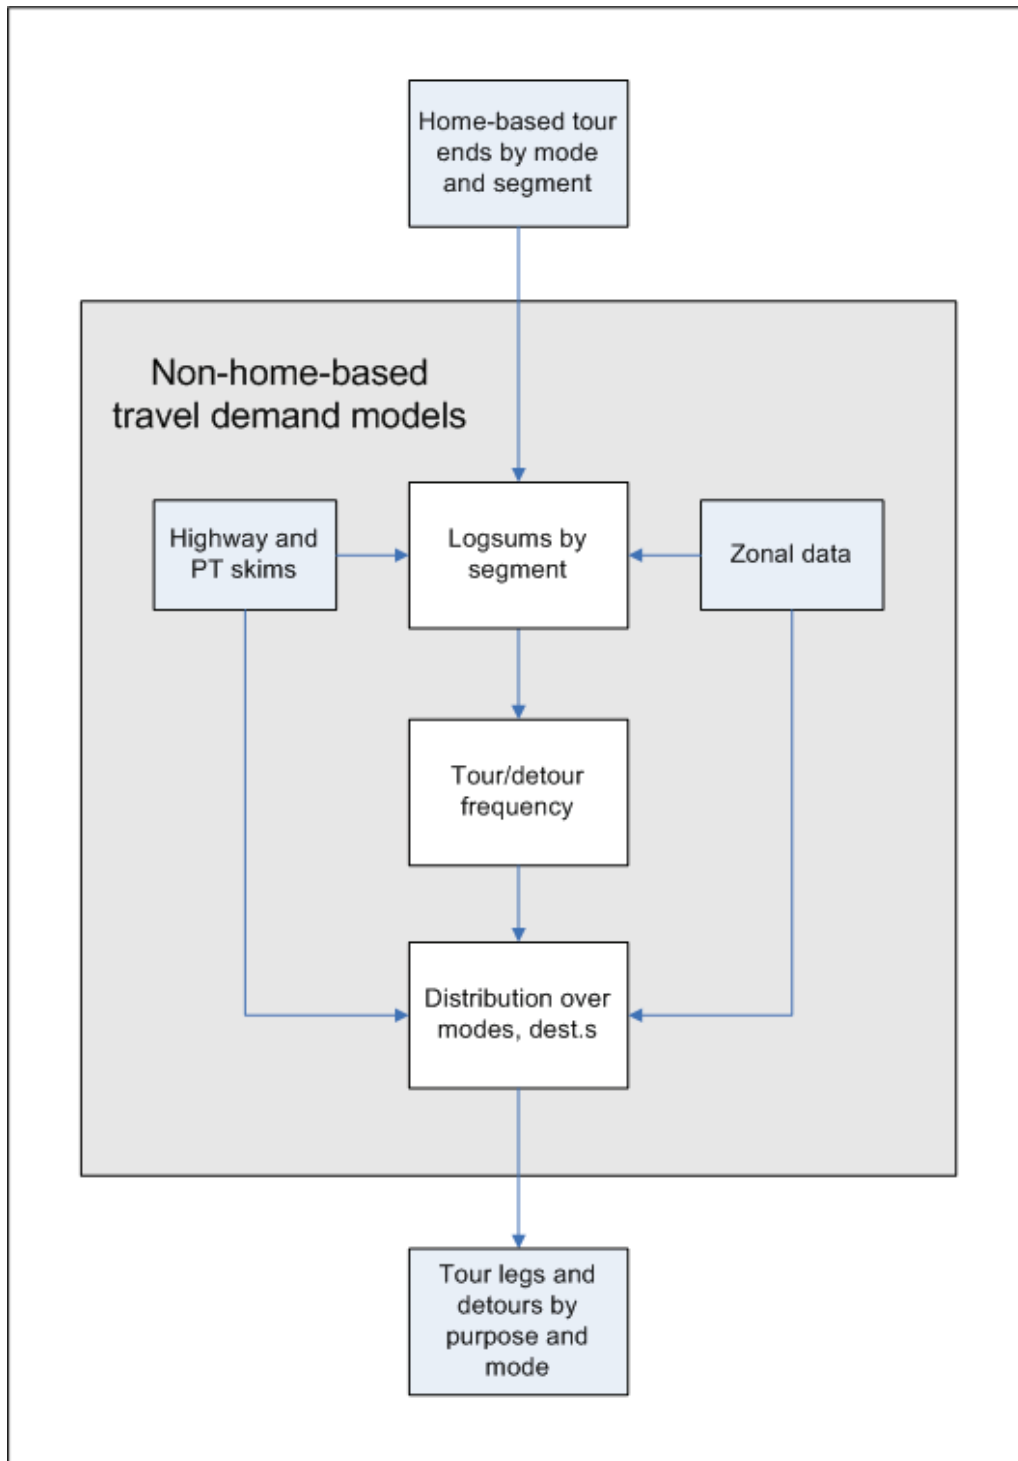 Home-based tour
ends by mode
and segment
Non-home-based
travel demand models
Highway and
PT skims
Logsums by
segment
Zonal data
Tour/detour
frequency
Distribution over
modes, dest.s
Tour legs and
detours by
purpose and
mode